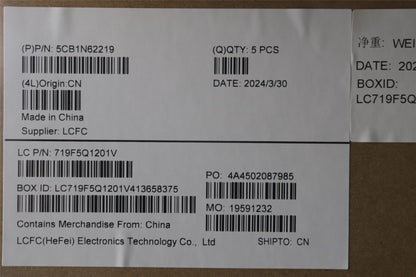 (P)P/N: 5CB1N62219
(Q)QTY: 5 PCS
(4L)Origin:CN
DATE: 2024/3/30
Made in China
Supplier: LCFC
LC P/N: 719F5Q1201V
PO: 4A4502087985
BOX ID: LC719F5Q1201V413658375
MO: 19591232
Contains Merchandise From: China
LCFC(HeFei) Electronics Technology Co., Ltd
SHIPTO: CN
净重: WEI
DATE: 202
BOXID:
LC719F5Q